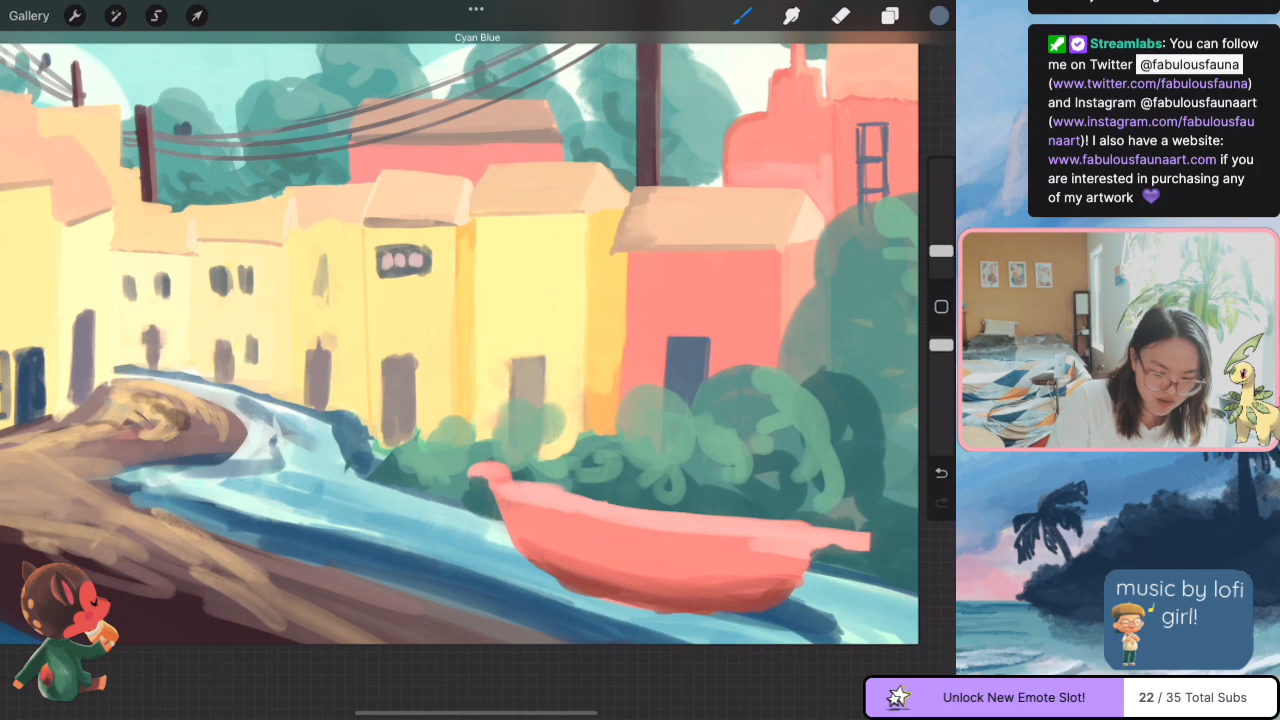 Gallery
Cyan Blue
Streamlabs: You can follow
me on Twitter @fabulousfauna
(www.twitter.com/fabulousfauna)
and Instagram @fabulousfaunaart
(www.instagram.com/fabulousfau
naart)! I also have a website:
www.fabulousfaunaart.com if you
are interested in purchasing any
of my artwork
music by lofi
girl!
Unlock New Emote Slot!
22 / 35 Total Subs